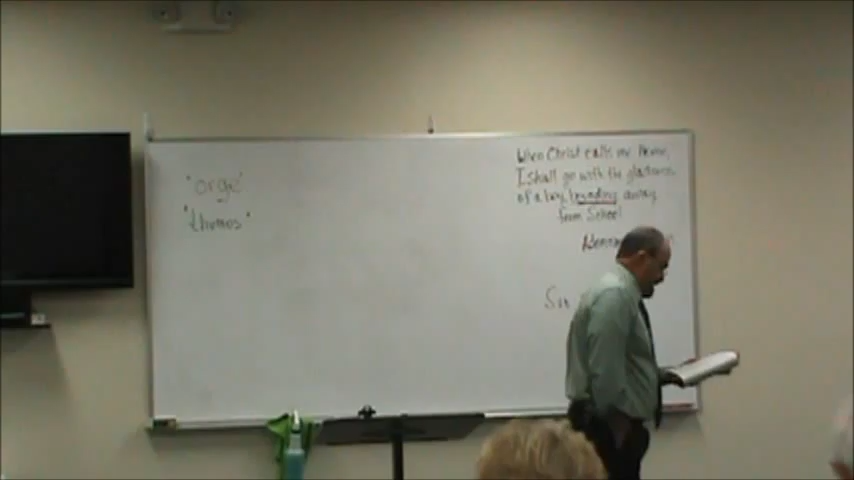 "orge"
"thumos"
When Christ calls me Home,
I shall go with the gladness
of a boy bounding away
from School